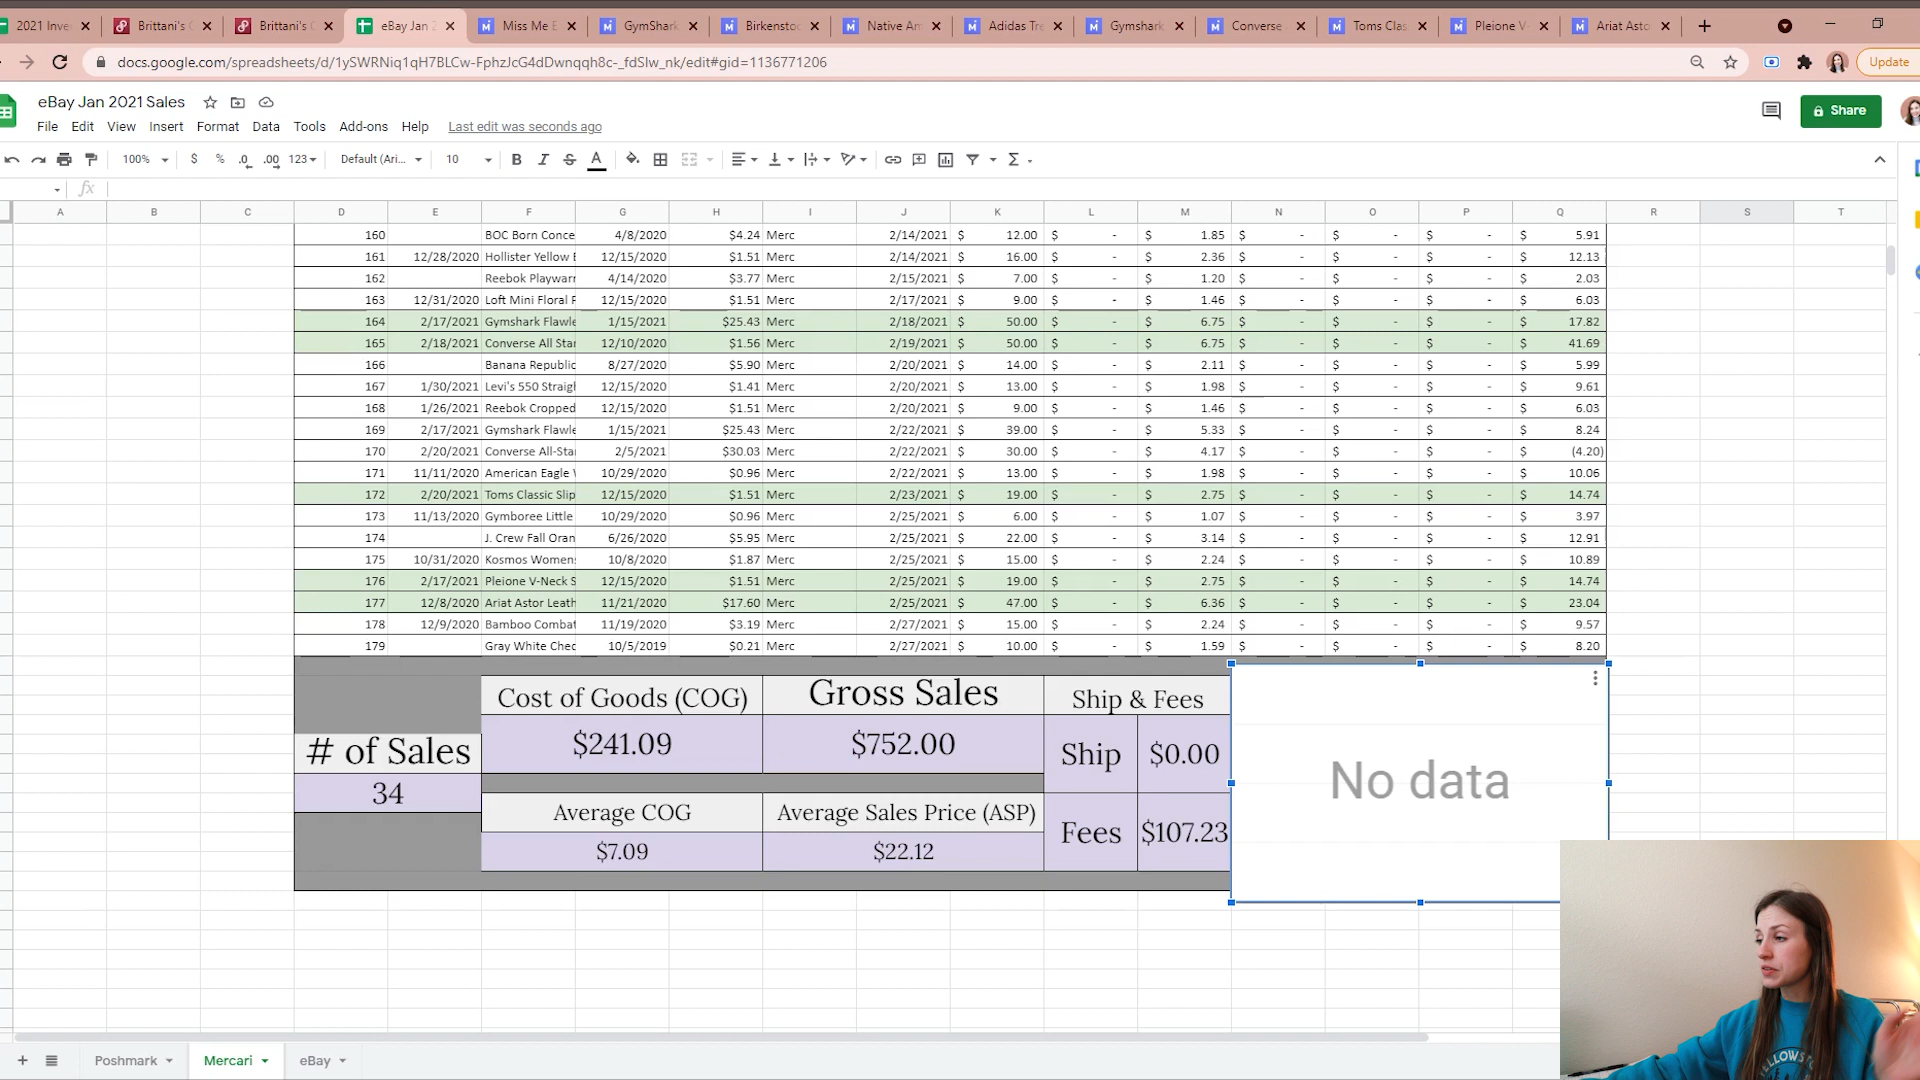 2021 Inve
Brittani's C
Brittani's C
eBay Jan 2
Miss Me B
GymShark
Birkenstoc
Native Am
Adidas Tre
Gymshark
Converse
Toms Clas
Pleione V-
Ariat Asto
docs.google.com/spreadsheets/d/1ySWRNiq1qH7BLCw-FphzJcG4dDwnqqh8c-_fdSlw_nk/edit#gid=1136771206
Update
eBay Jan 2021 Sales
Share
File Edit View Insert Format Data Tools Add-ons Help Last edit was seconds ago
100% $ % .0 .00 123 Default (Ari... 10 B I S A Σ
fx
A B C D E F G H I J K L M N O P Q R S T
160 BOC Born Conce 4/8/2020 $4.24 Merc 2/14/2021 $ 12.00 $ - $ 1.85 $ - $ - $ - $ 5.91
161 12/28/2020 Hollister Yellow E 12/15/2020 $1.51 Merc 2/14/2021 $ 16.00 $ - $ 2.36 $ - $ - $ - $ 12.13
162 Reebok Playwarr 4/14/2020 $3.77 Merc 2/15/2021 $ 7.00 $ - $ 1.20 $ - $ - $ - $ 2.03
163 12/31/2020 Loft Mini Floral F 12/15/2020 $1.51 Merc 2/17/2021 $ 9.00 $ - $ 1.46 $ - $ - $ - $ 6.03
164 2/17/2021 Gymshark Flawle 1/15/2021 $25.43 Merc 2/18/2021 $ 50.00 $ - $ 6.75 $ - $ - $ - $ 17.82
165 2/18/2021 Converse All Star 12/10/2020 $1.56 Merc 2/19/2021 $ 50.00 $ - $ 6.75 $ - $ - $ - $ 41.69
166 Banana Republic 8/27/2020 $5.90 Merc 2/20/2021 $ 14.00 $ - $ 2.11 $ - $ - $ - $ 5.99
167 1/30/2021 Levi's 550 Straigh 12/15/2020 $1.41 Merc 2/20/2021 $ 13.00 $ - $ 1.98 $ - $ - $ - $ 9.61
168 1/26/2021 Reebok Cropped 12/15/2020 $1.51 Merc 2/20/2021 $ 9.00 $ - $ 1.46 $ - $ - $ - $ 6.03
169 2/17/2021 Gymshark Flawle 1/15/2021 $25.43 Merc 2/22/2021 $ 39.00 $ - $ 5.33 $ - $ - $ - $ 8.24
170 2/20/2021 Converse All-Star 2/5/2021 $30.03 Merc 2/22/2021 $ 30.00 $ - $ 4.17 $ - $ - $ - $ (4.20)
171 11/11/2020 American Eagle W 10/29/2020 $0.96 Merc 2/22/2021 $ 13.00 $ - $ 1.98 $ - $ - $ - $ 10.06
172 2/20/2021 Toms Classic Slip 12/15/2020 $1.51 Merc 2/23/2021 $ 19.00 $ - $ 2.75 $ - $ - $ - $ 14.74
173 11/13/2020 Gymboree Little 10/29/2020 $0.96 Merc 2/25/2021 $ 6.00 $ - $ 1.07 $ - $ - $ - $ 3.97
174 J. Crew Fall Oran 6/26/2020 $5.95 Merc 2/25/2021 $ 22.00 $ - $ 3.14 $ - $ - $ - $ 12.91
175 10/31/2020 Kosmos Womens 10/8/2020 $1.87 Merc 2/25/2021 $ 15.00 $ - $ 2.24 $ - $ - $ - $ 10.89
176 2/17/2021 Pleione V-Neck S 12/15/2020 $1.51 Merc 2/25/2021 $ 19.00 $ - $ 2.75 $ - $ - $ - $ 14.74
177 12/8/2020 Ariat Astor Leath 11/21/2020 $17.60 Merc 2/25/2021 $ 47.00 $ - $ 6.36 $ - $ - $ - $ 23.04
178 12/9/2020 Bamboo Combat 11/19/2020 $3.19 Merc 2/27/2021 $ 15.00 $ - $ 2.24 $ - $ - $ - $ 9.57
179 Gray White Chec 10/5/2019 $0.21 Merc 2/27/2021 $ 10.00 $ - $ 1.59 $ - $ - $ - $ 8.20
Cost of Goods (COG) Gross Sales Ship & Fees
# of Sales $241.09 $752.00 Ship $0.00 No data
34
Average COG Average Sales Price (ASP) Fees $107.23
$7.09 $22.12
Poshmark Mercari eBay